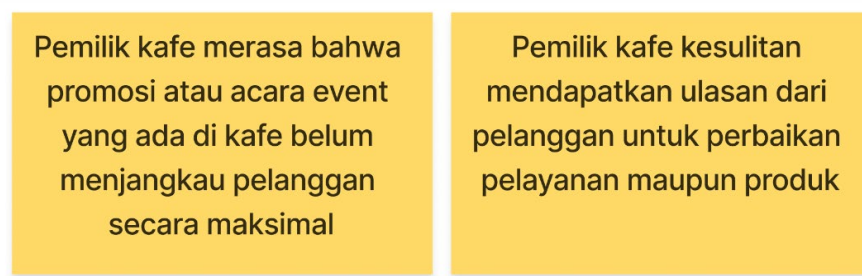 Pemilik kafe merasa bahwa
promosi atau acara event
yang ada di kafe belum
menjangkau pelanggan
secara maksimal
Pemilik kafe kesulitan
mendapatkan ulasan dari
pelanggan untuk perbaikan
pelayanan maupun produk